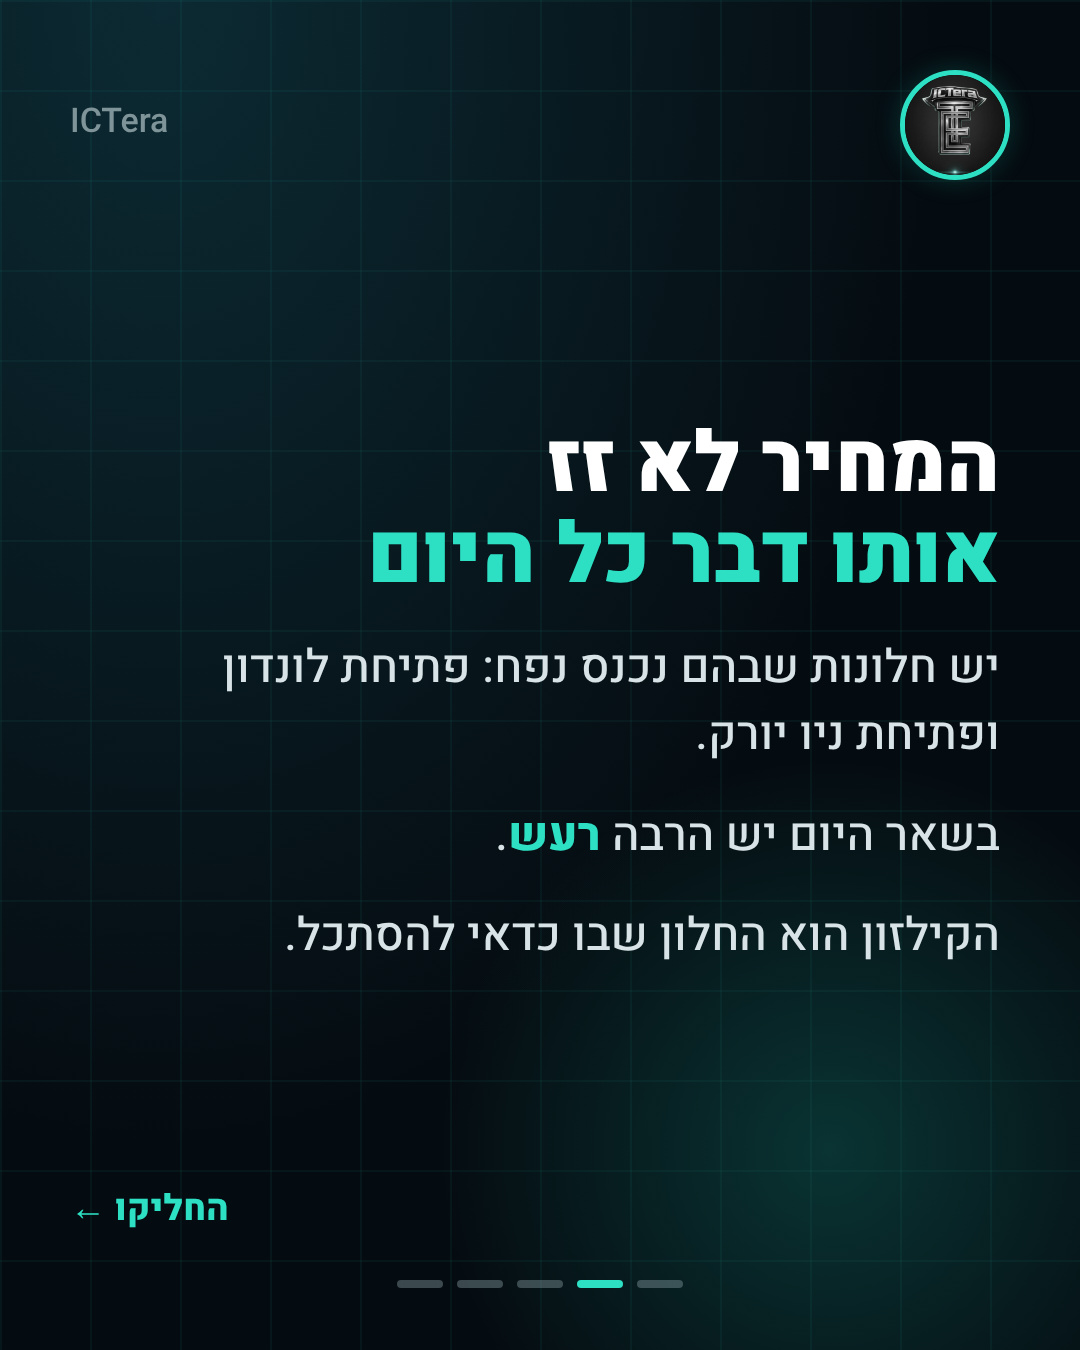 ICTera
ICTera
המחיר לא זז
אותו דבר כל היום
יש חלונות שבהם נכנס נפח: פתיחת לונדון
ופתיחת ניו יורק.
בשאר היום יש הרבה רעש.
הקילזון הוא החלון שבו כדאי להסתכל.
החליקו ←